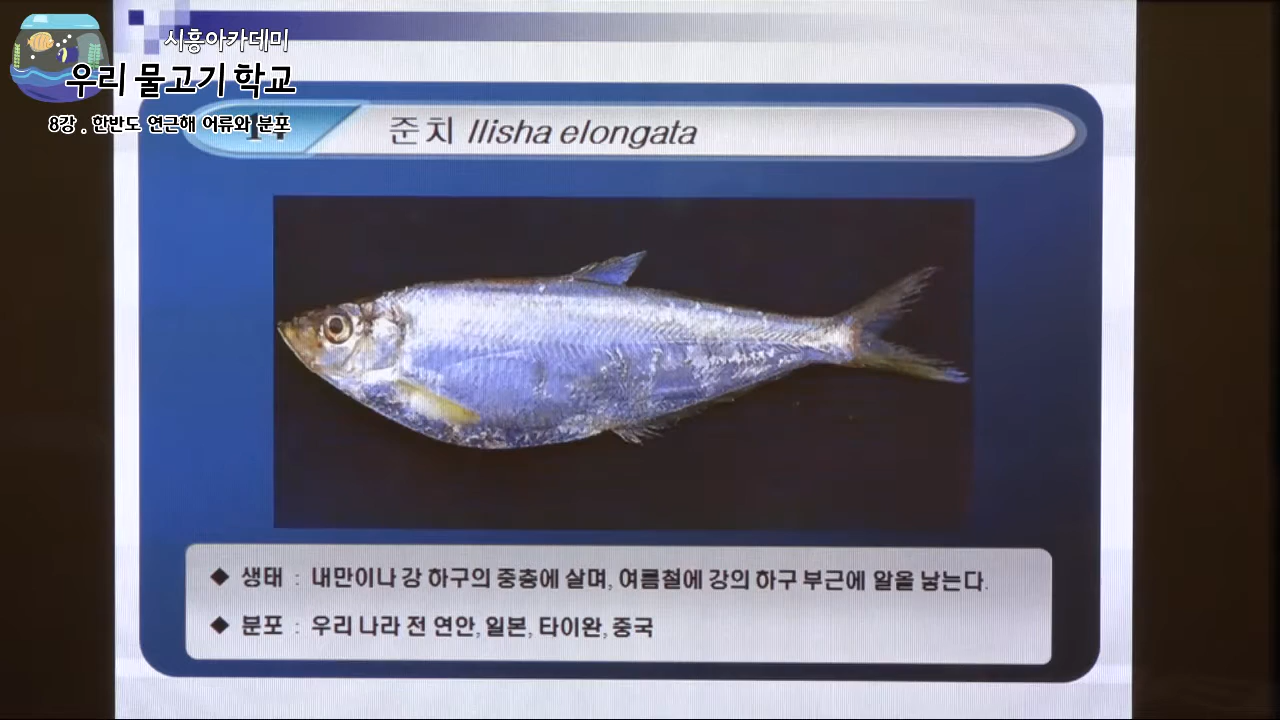 시흥아카데미
우리 물고기 학교
8강 . 한반도 연근해 어류와 분포
준치 Ilisha elongata
◆ 생태 : 내만이나 강 하구의 중층에 살며, 여름철에 강의 하구 부근에 알을 낳는다.
◆ 분포 : 우리 나라 전 연안, 일본, 타이완, 중국